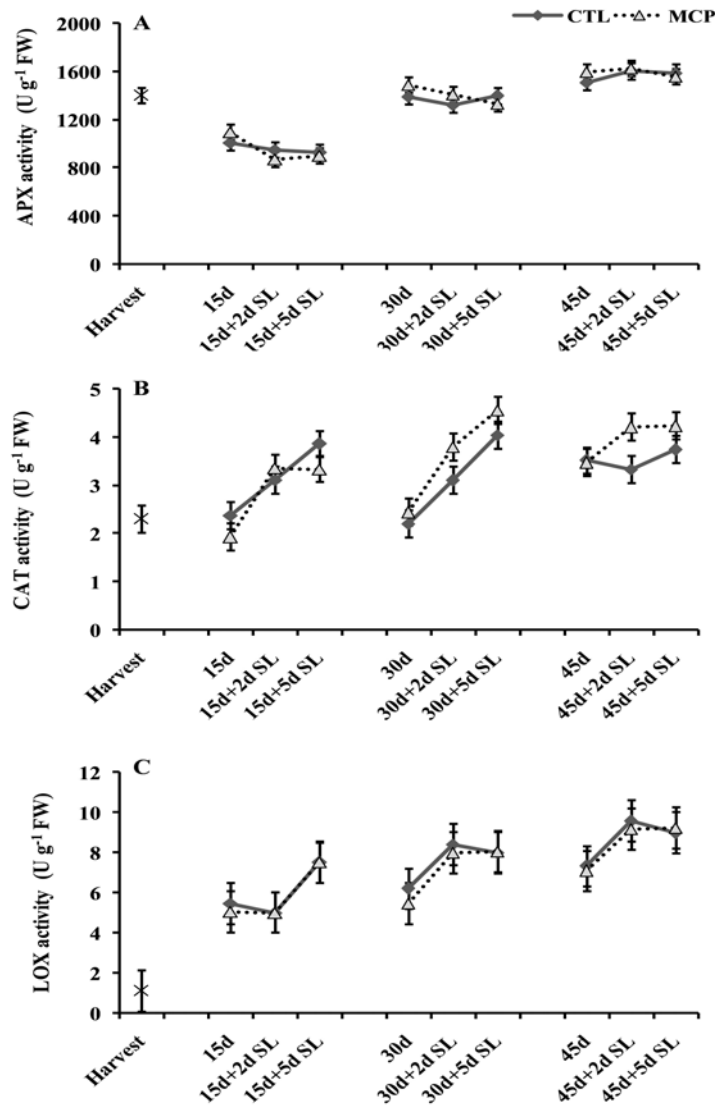 CTL MCP
A
APX activity (U g⁻¹ FW)
2000
1600
1200
800
400
0
Harvest
15d
15d+2d SL
15d+5d SL
30d
30d+2d SL
30d+5d SL
45d
45d+2d SL
45d+5d SL
B
CAT activity (U g⁻¹ FW)
5
4
3
2
1
0
Harvest
15d
15d+2d SL
15d+5d SL
30d
30d+2d SL
30d+5d SL
45d
45d+2d SL
45d+5d SL
C
LOX activity (U g⁻¹ FW)
12
10
8
6
4
2
0
Harvest
15d
15d+2d SL
15d+5d SL
30d
30d+2d SL
30d+5d SL
45d
45d+2d SL
45d+5d SL